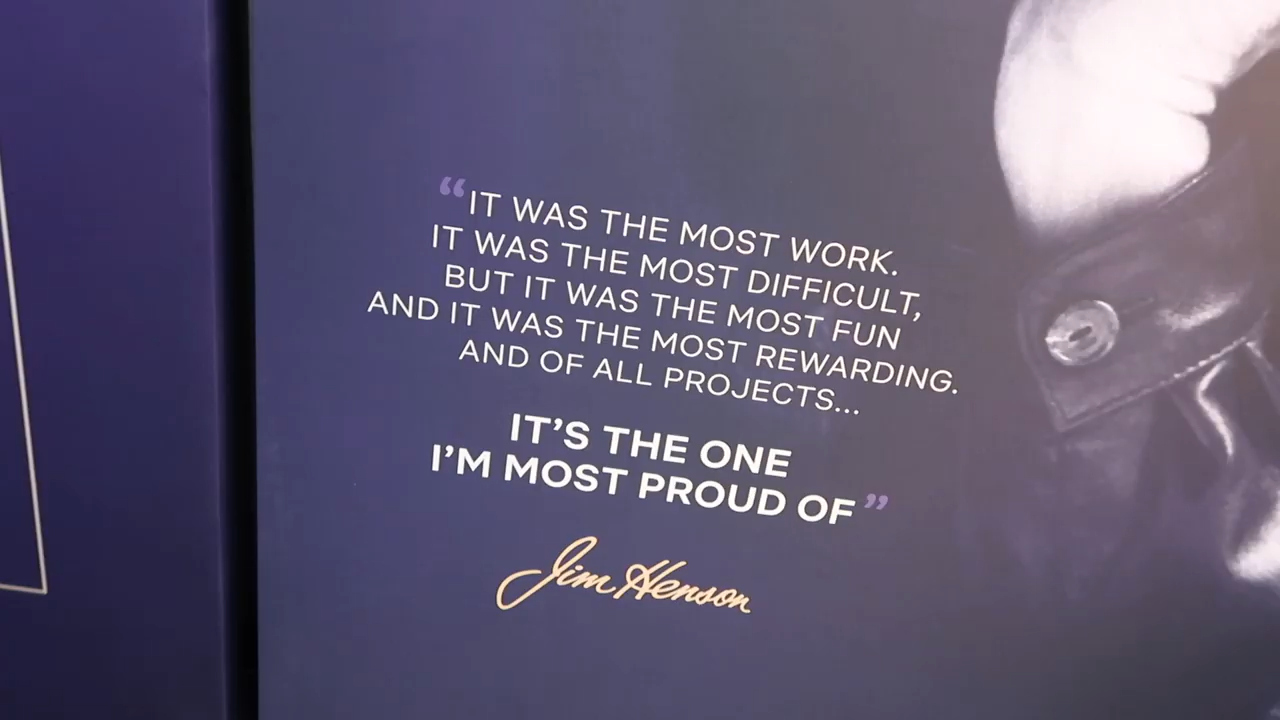 “IT WAS THE MOST WORK.
IT WAS THE MOST DIFFICULT,
BUT IT WAS THE MOST FUN
AND IT WAS THE MOST REWARDING.
AND OF ALL PROJECTS...
IT’S THE ONE
I’M MOST PROUD OF”
Jim Henson